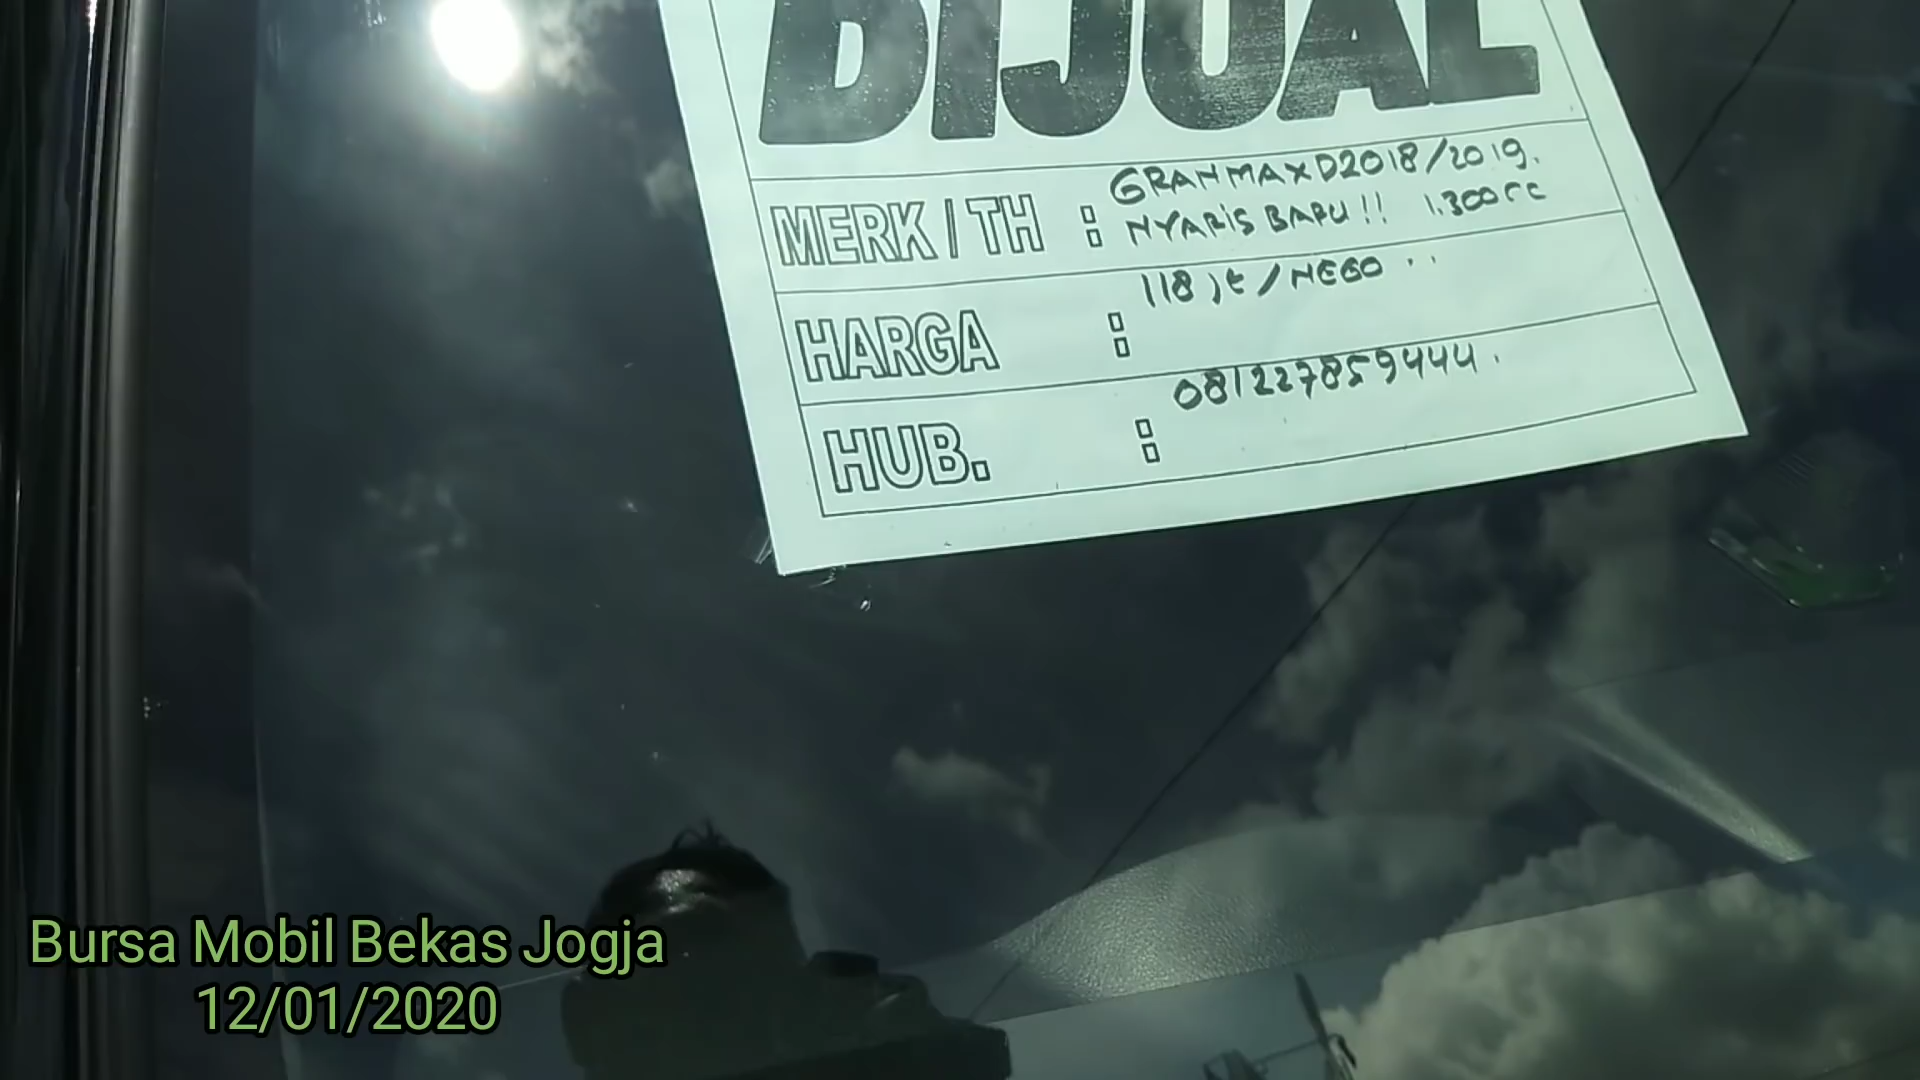 DIJUAL
MERK / TH : GRANMAX D 2018/2019.
NYARIS BARU!! 1.300 CC
HARGA : 118 jt / NEGO ..
HUB. : 081227859444.
Bursa Mobil Bekas Jogja
12/01/2020